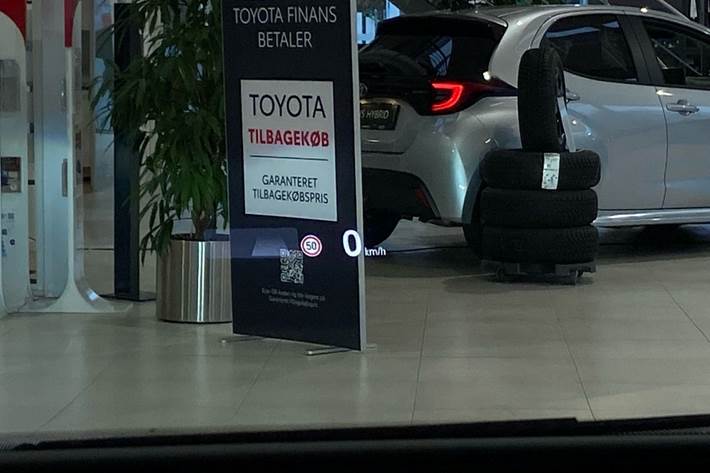 TOYOTA FINANS
BETALER
TOYOTA
TILBAGEKØB
GARANTERET
TILBAGEKØBSPRIS
50
0 km/h
HYBRID